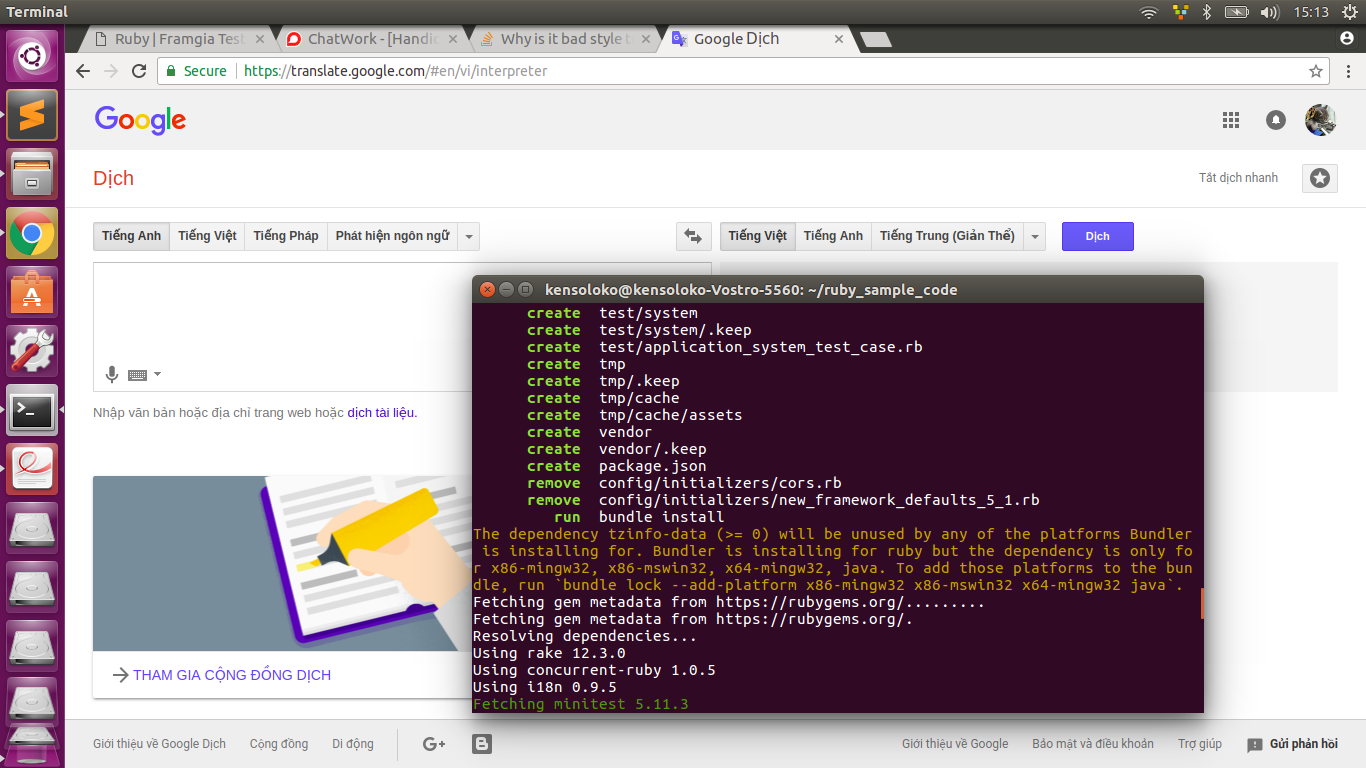 Terminal
15:13
Ruby | Framgia Test
ChatWork - [Handic
Why is it bad style t
Google Dịch
Secure
https://translate.google.com/#en/vi/interpreter
Google
Dịch
Tắt dịch nhanh
Tiếng Anh Tiếng Việt Tiếng Pháp Phát hiện ngôn ngữ
Tiếng Việt Tiếng Anh Tiếng Trung (Giản Thể) Dịch
Nhập văn bản hoặc địa chỉ trang web hoặc dịch tài liệu.
THAM GIA CỘNG ĐỒNG DỊCH
kensoloko@kensoloko-Vostro-5560: ~/ruby_sample_code
create test/system
create test/system/.keep
create test/application_system_test_case.rb
create tmp
create tmp/.keep
create tmp/cache
create tmp/cache/assets
create vendor
create vendor/.keep
create package.json
remove config/initializers/cors.rb
remove config/initializers/new_framework_defaults_5_1.rb
run bundle install
The dependency tzinfo-data (>= 0) will be unused by any of the platforms Bundler
is installing for. Bundler is installing for ruby but the dependency is only fo
r x86-mingw32, x86-mswin32, x64-mingw32, java. To add those platforms to the bun
dle, run `bundle lock --add-platform x86-mingw32 x86-mswin32 x64-mingw32 java`.
Fetching gem metadata from https://rubygems.org/.........
Fetching gem metadata from https://rubygems.org/.
Resolving dependencies...
Using rake 12.3.0
Using concurrent-ruby 1.0.5
Using i18n 0.9.5
Fetching minitest 5.11.3
Giới thiệu về Google Dịch Cộng đồng Di động G+
Giới thiệu về Google Bảo mật và điều khoản Trợ giúp Gửi phản hồi